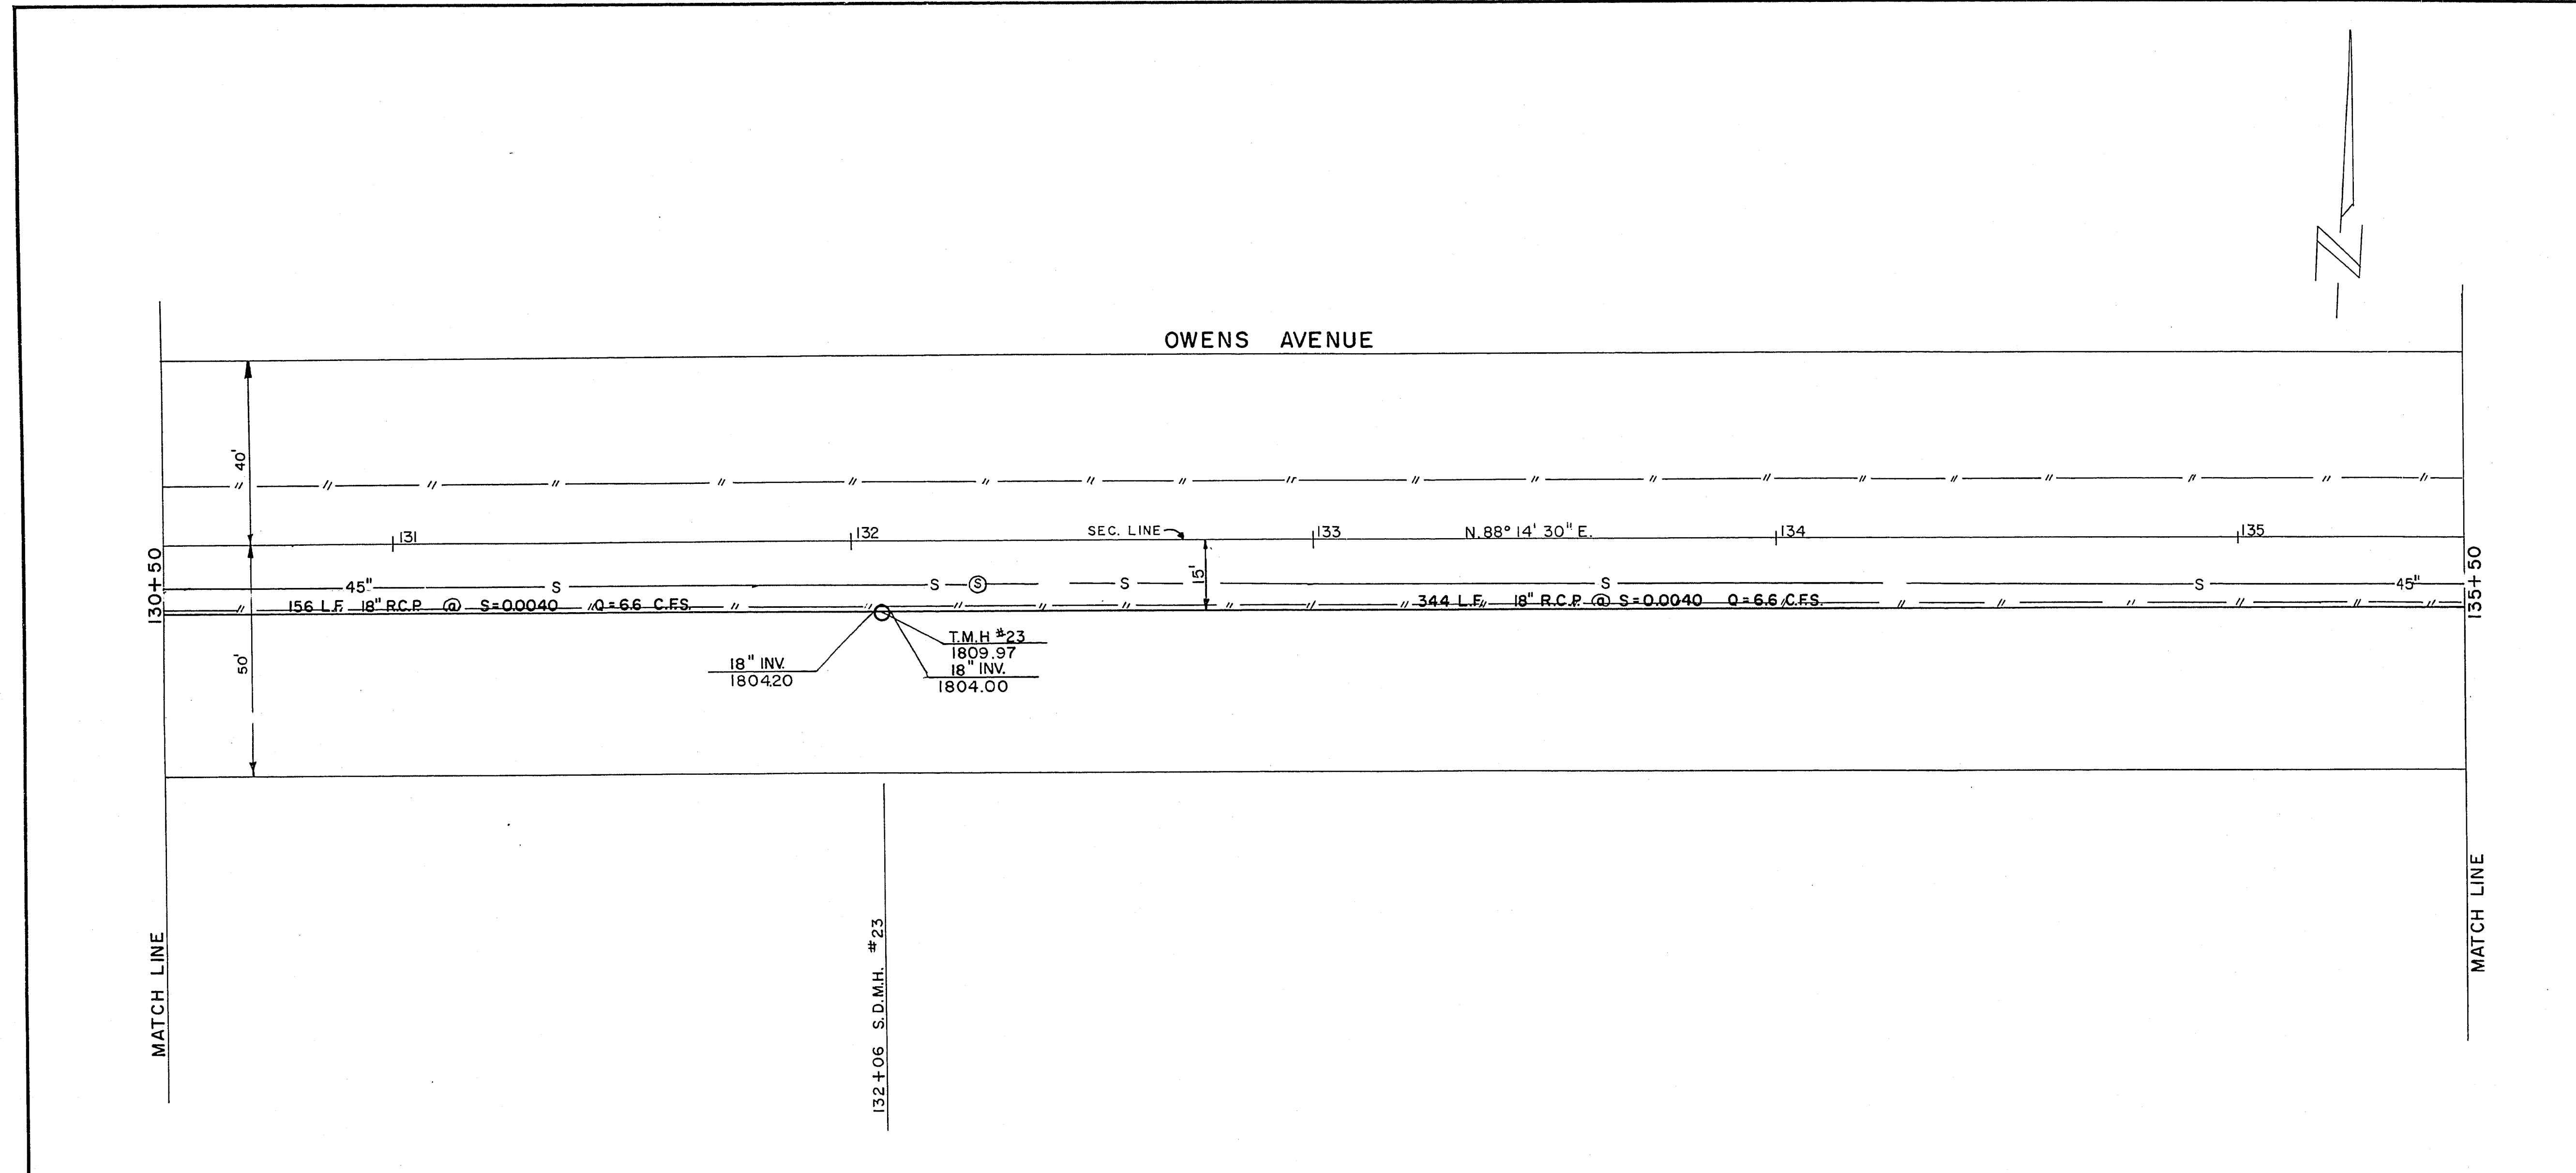 N
OWENS AVENUE
40'
131
132
SEC. LINE
133
N. 88° 14' 30" E.
134
135
130+50
135+50
45"
S
S
S
S
15'
S
S
45"
156 L.F. 18" R.C.P. @ S=0.0040 Q=6.6 C.F.S.
344 L.F. 18" R.C.P. @ S=0.0040 Q=6.6 C.F.S.
50'
T.M.H #23
1809.97
18" INV.
1804.20
18" INV.
1804.00
MATCH LINE
132+06 S.D.M.H. #23
MATCH LINE